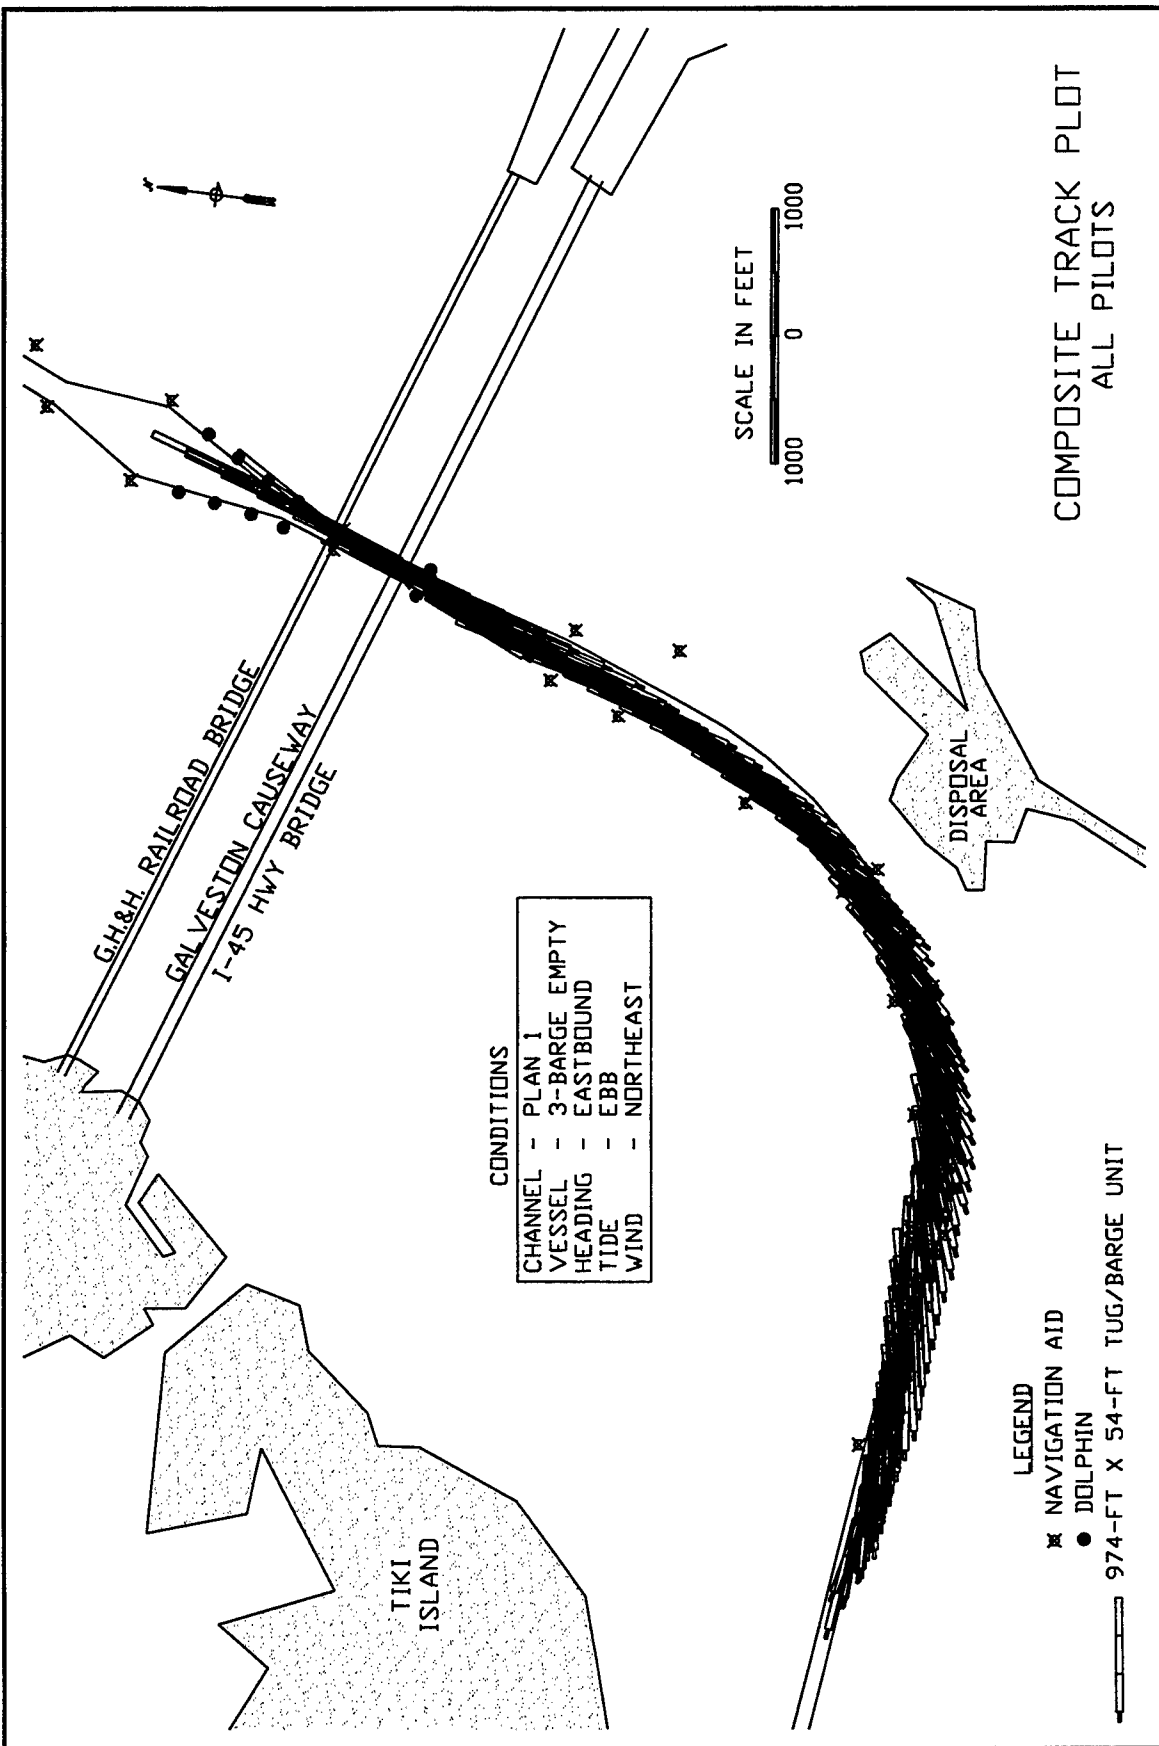 G.H.&H. RAILROAD BRIDGE
GALVESTON CAUSEWAY
I-45 HWY BRIDGE
N
TIKI
ISLAND
CONDITIONS
CHANNEL - PLAN 1
VESSEL - 3-BARGE EMPTY
HEADING - EASTBOUND
TIDE - EBB
WIND - NORTHEAST
SCALE IN FEET
1000 0 1000
DISPOSAL
AREA
LEGEND
NAVIGATION AID
DOLPHIN
974-FT X 54-FT TUG/BARGE UNIT
COMPOSITE TRACK PLOT
ALL PILOTS